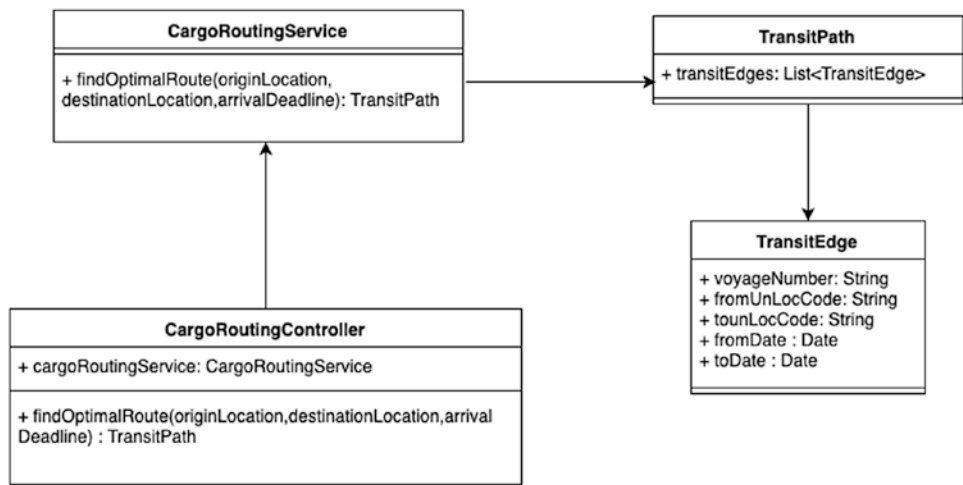 CargoRoutingService
+ findOptimalRoute(originLocation,
destinationLocation,arrivalDeadline): TransitPath
TransitPath
+ transitEdges: List<TransitEdge>
TransitEdge
+ voyageNumber: String
+ fromUnLocCode: String
+ tounLocCode: String
+ fromDate : Date
+ toDate : Date
CargoRoutingController
+ cargoRoutingService: CargoRoutingService
+ findOptimalRoute(originLocation,destinationLocation,arrival
Deadline) : TransitPath